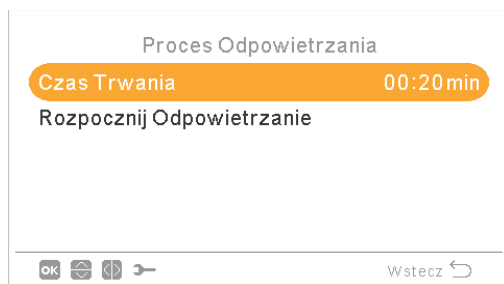 Proces Odpowietrzania
Czas Trwania 00:20min
Rozpocznij Odpowietrzanie
OK Wstecz